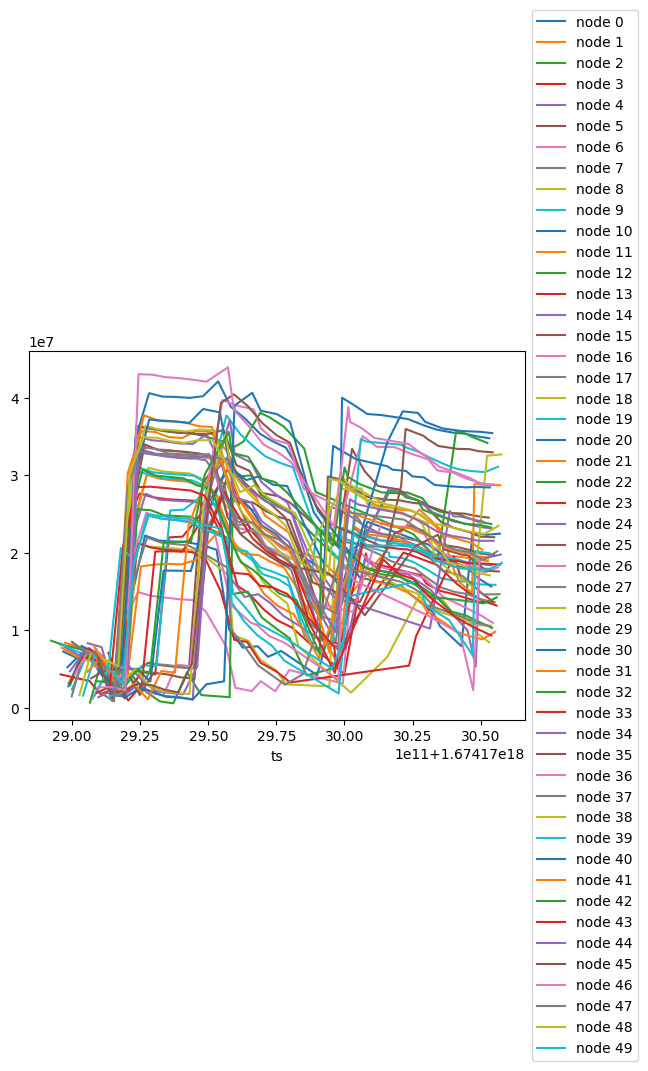 1e7
4
3
2
1
0
29.00 29.25 29.50 29.75 30.00 30.25 30.50
1e11+1.67417e18
ts
node 0
node 1
node 2
node 3
node 4
node 5
node 6
node 7
node 8
node 9
node 10
node 11
node 12
node 13
node 14
node 15
node 16
node 17
node 18
node 19
node 20
node 21
node 22
node 23
node 24
node 25
node 26
node 27
node 28
node 29
node 30
node 31
node 32
node 33
node 34
node 35
node 36
node 37
node 38
node 39
node 40
node 41
node 42
node 43
node 44
node 45
node 46
node 47
node 48
node 49